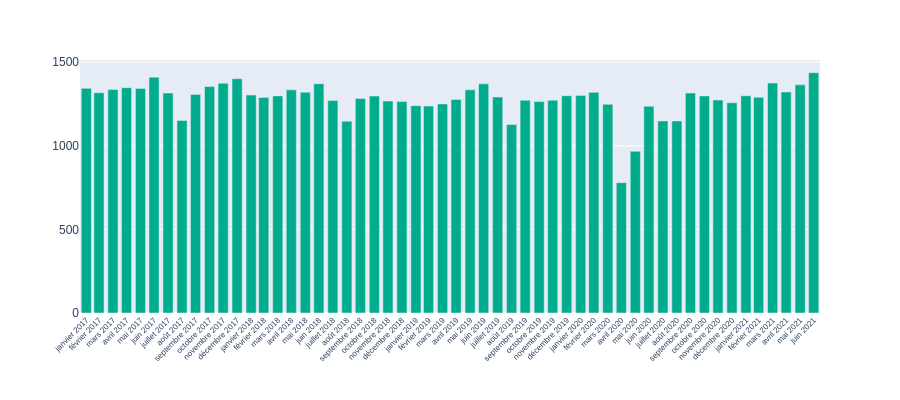 1500
1000
500
0
janvier 2017
février 2017
mars 2017
avril 2017
mai 2017
juin 2017
juillet 2017
août 2017
septembre 2017
octobre 2017
novembre 2017
décembre 2017
janvier 2018
février 2018
mars 2018
avril 2018
mai 2018
juin 2018
juillet 2018
août 2018
septembre 2018
octobre 2018
novembre 2018
décembre 2018
janvier 2019
février 2019
mars 2019
avril 2019
mai 2019
juin 2019
juillet 2019
août 2019
septembre 2019
octobre 2019
novembre 2019
décembre 2019
janvier 2020
février 2020
mars 2020
avril 2020
mai 2020
juin 2020
juillet 2020
août 2020
septembre 2020
octobre 2020
novembre 2020
décembre 2020
janvier 2021
février 2021
mars 2021
avril 2021
mai 2021
juin 2021